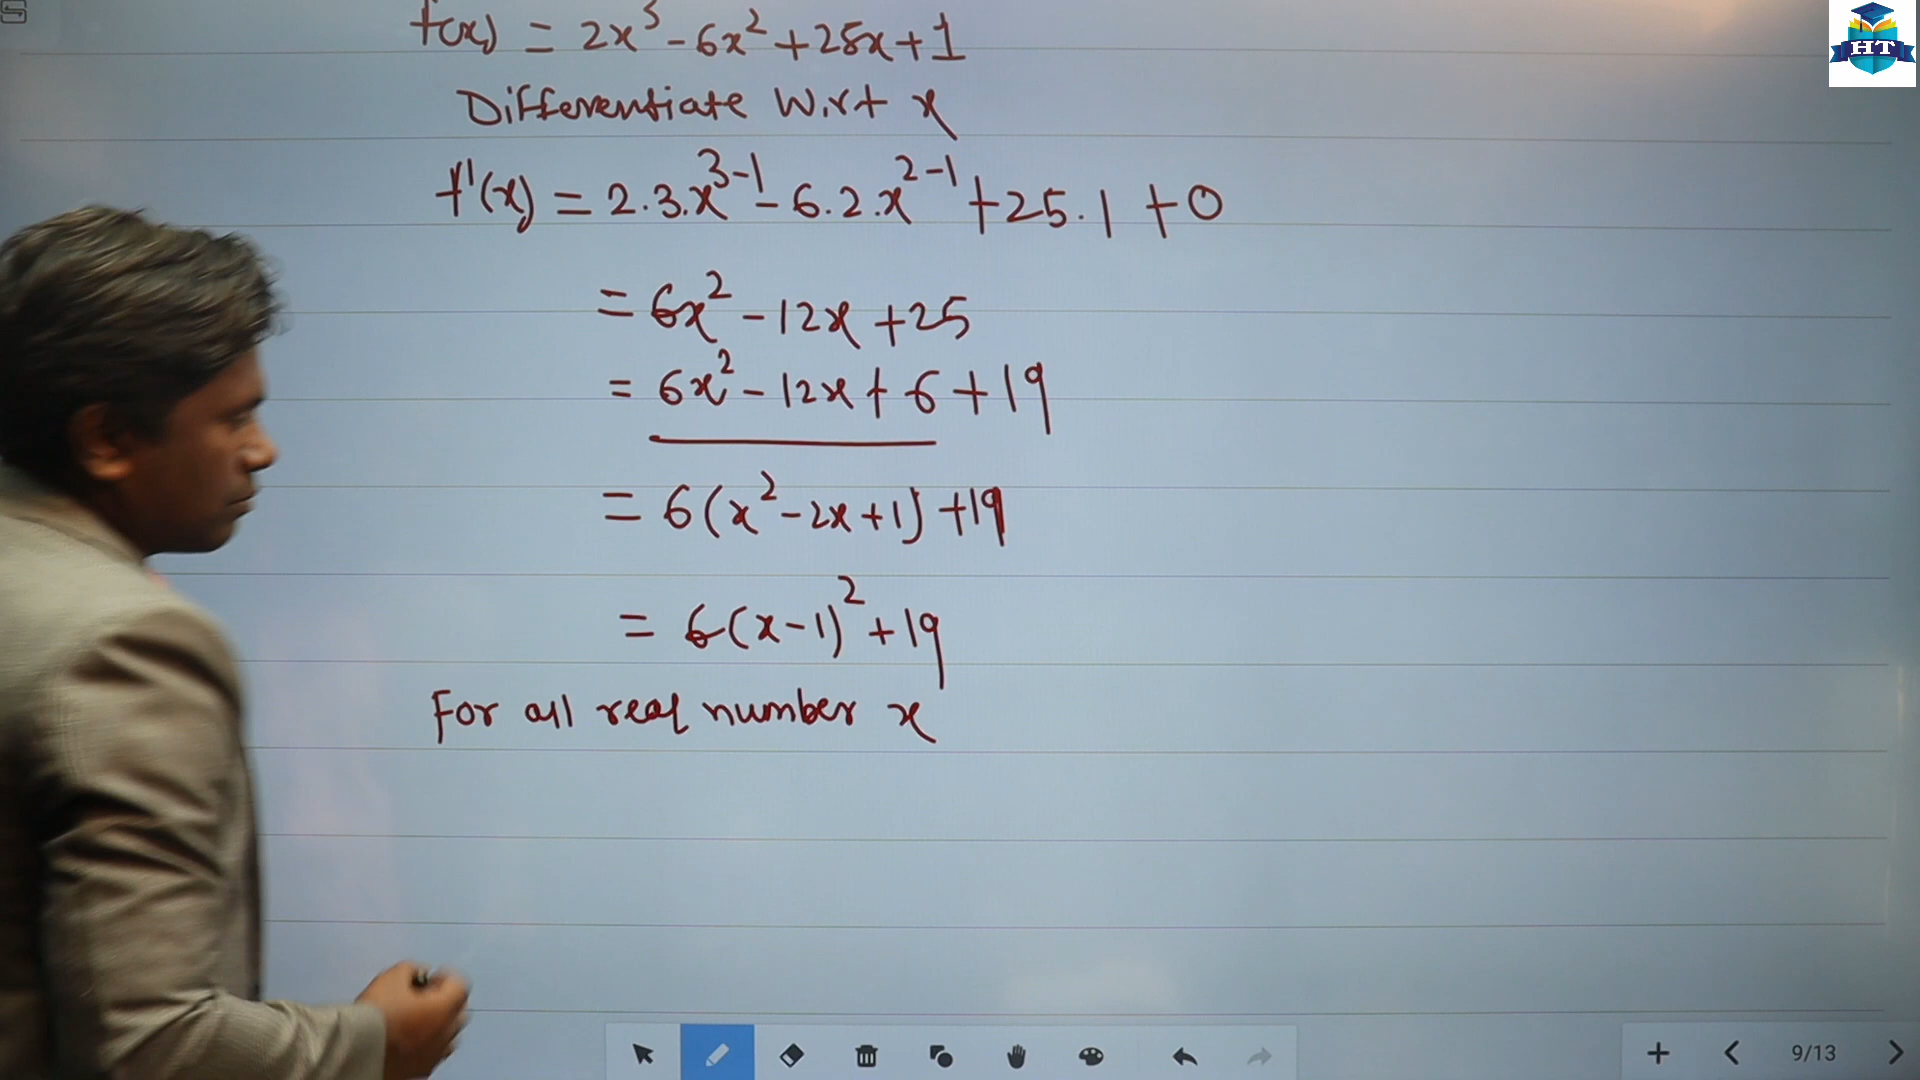 f(x) = 2x³ - 6x² + 25x + 1
Differentiate w.r.t x
f'(x) = 2.3.x³⁻¹ - 6.2.x²⁻¹ + 25.1 + 0
= 6x² - 12x + 25
= 6x² - 12x + 6 + 19
= 6(x² - 2x + 1) + 19
= 6(x-1)² + 19
For all real number x
HT
9/13